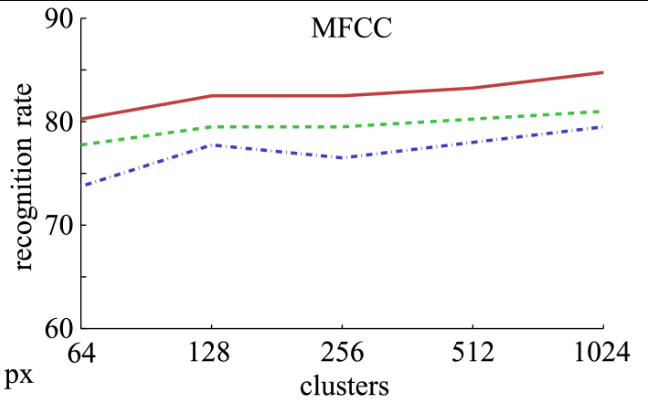 MFCC
recognition rate
90
80
70
60
64 128 256 512 1024
px
clusters